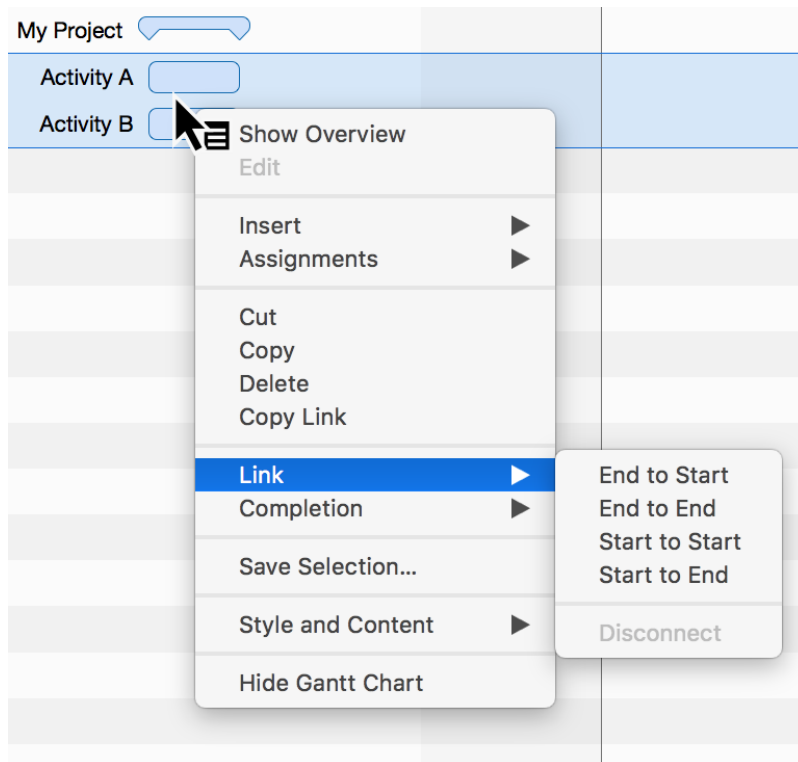 My Project
Activity A
Activity B
Show Overview
Edit
Insert
Assignments
Cut
Copy
Delete
Copy Link
Link
Completion
Save Selection...
Style and Content
Hide Gantt Chart
End to Start
End to End
Start to Start
Start to End
Disconnect